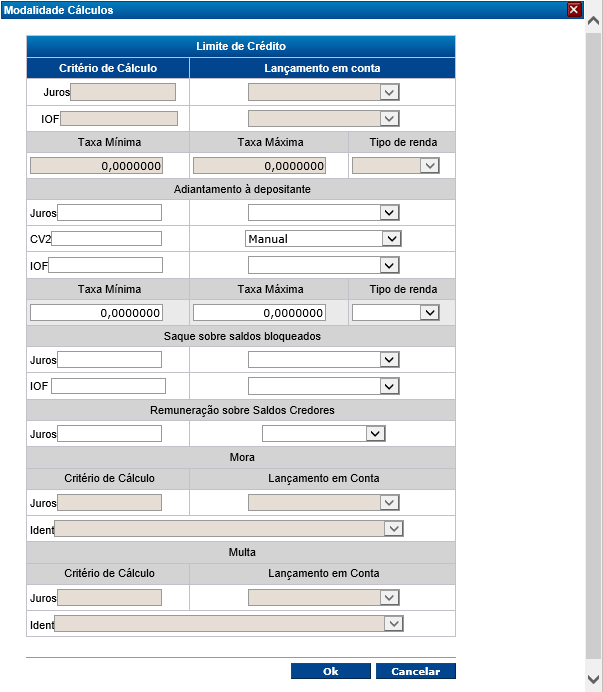 Modalidade Cálculos
Limite de Crédito
Critério de Cálculo Lançamento em conta
Juros
IOF
Taxa Mínima Taxa Máxima Tipo de renda
0,0000000 0,0000000
Adiantamento à depositante
Juros
CV2 Manual
IOF
Taxa Mínima Taxa Máxima Tipo de renda
0,0000000 0,0000000
Saque sobre saldos bloqueados
Juros
IOF
Remuneração sobre Saldos Credores
Juros
Mora
Critério de Cálculo Lançamento em Conta
Juros
Ident
Multa
Critério de Cálculo Lançamento em Conta
Juros
Ident
Ok Cancelar